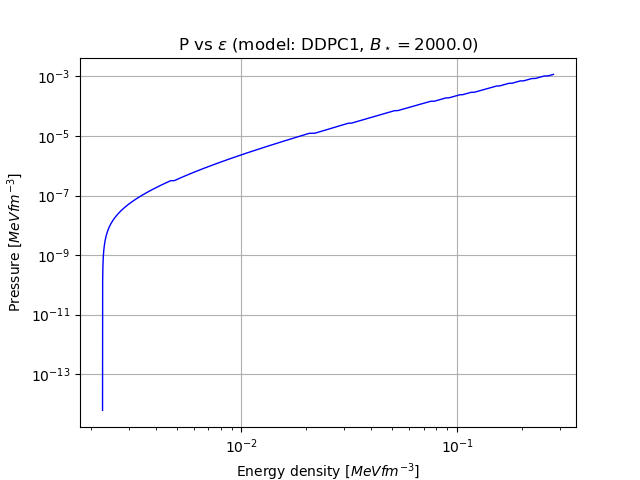 P vs ε (model: DDPC1, B⋆ = 2000.0)
10⁻³
10⁻⁵
10⁻⁷
10⁻⁹
10⁻¹¹
10⁻¹³
Pressure [MeVfm⁻³]
10⁻² 10⁻¹
Energy density [MeVfm⁻³]